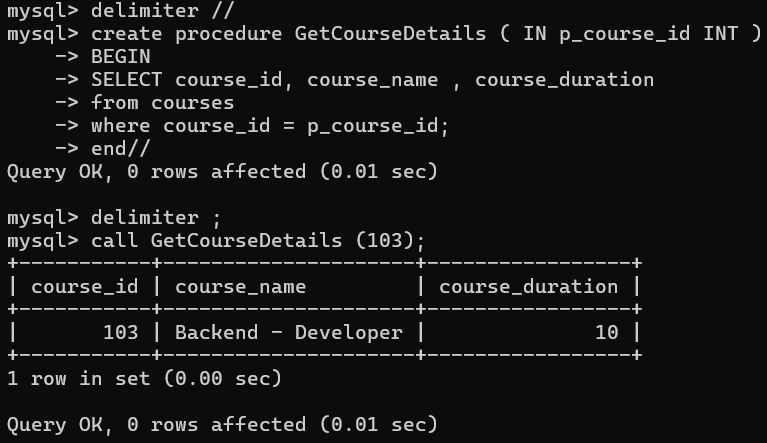 mysql> delimiter //
mysql> create procedure GetCourseDetails ( IN p_course_id INT )
    -> BEGIN
    -> SELECT course_id, course_name , course_duration
    -> from courses
    -> where course_id = p_course_id;
    -> end//
Query OK, 0 rows affected (0.01 sec)

mysql> delimiter ;
mysql> call GetCourseDetails (103);
+-----------+---------------------+-----------------+
| course_id | course_name         | course_duration |
+-----------+---------------------+-----------------+
|       103 | Backend - Developer |              10 |
+-----------+---------------------+-----------------+
1 row in set (0.00 sec)

Query OK, 0 rows affected (0.01 sec)